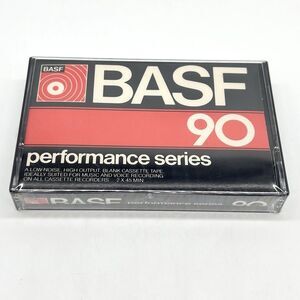 BASF
BASF
90
performance series
A LOW NOISE, HIGH OUTPUT, BLANK CASSETTE TAPE,
IDEALLY SUITED FOR MUSIC AND VOICE RECORDING
ON ALL CASSETTE RECORDERS. 2 X 45 MIN.
BASF performance series 90